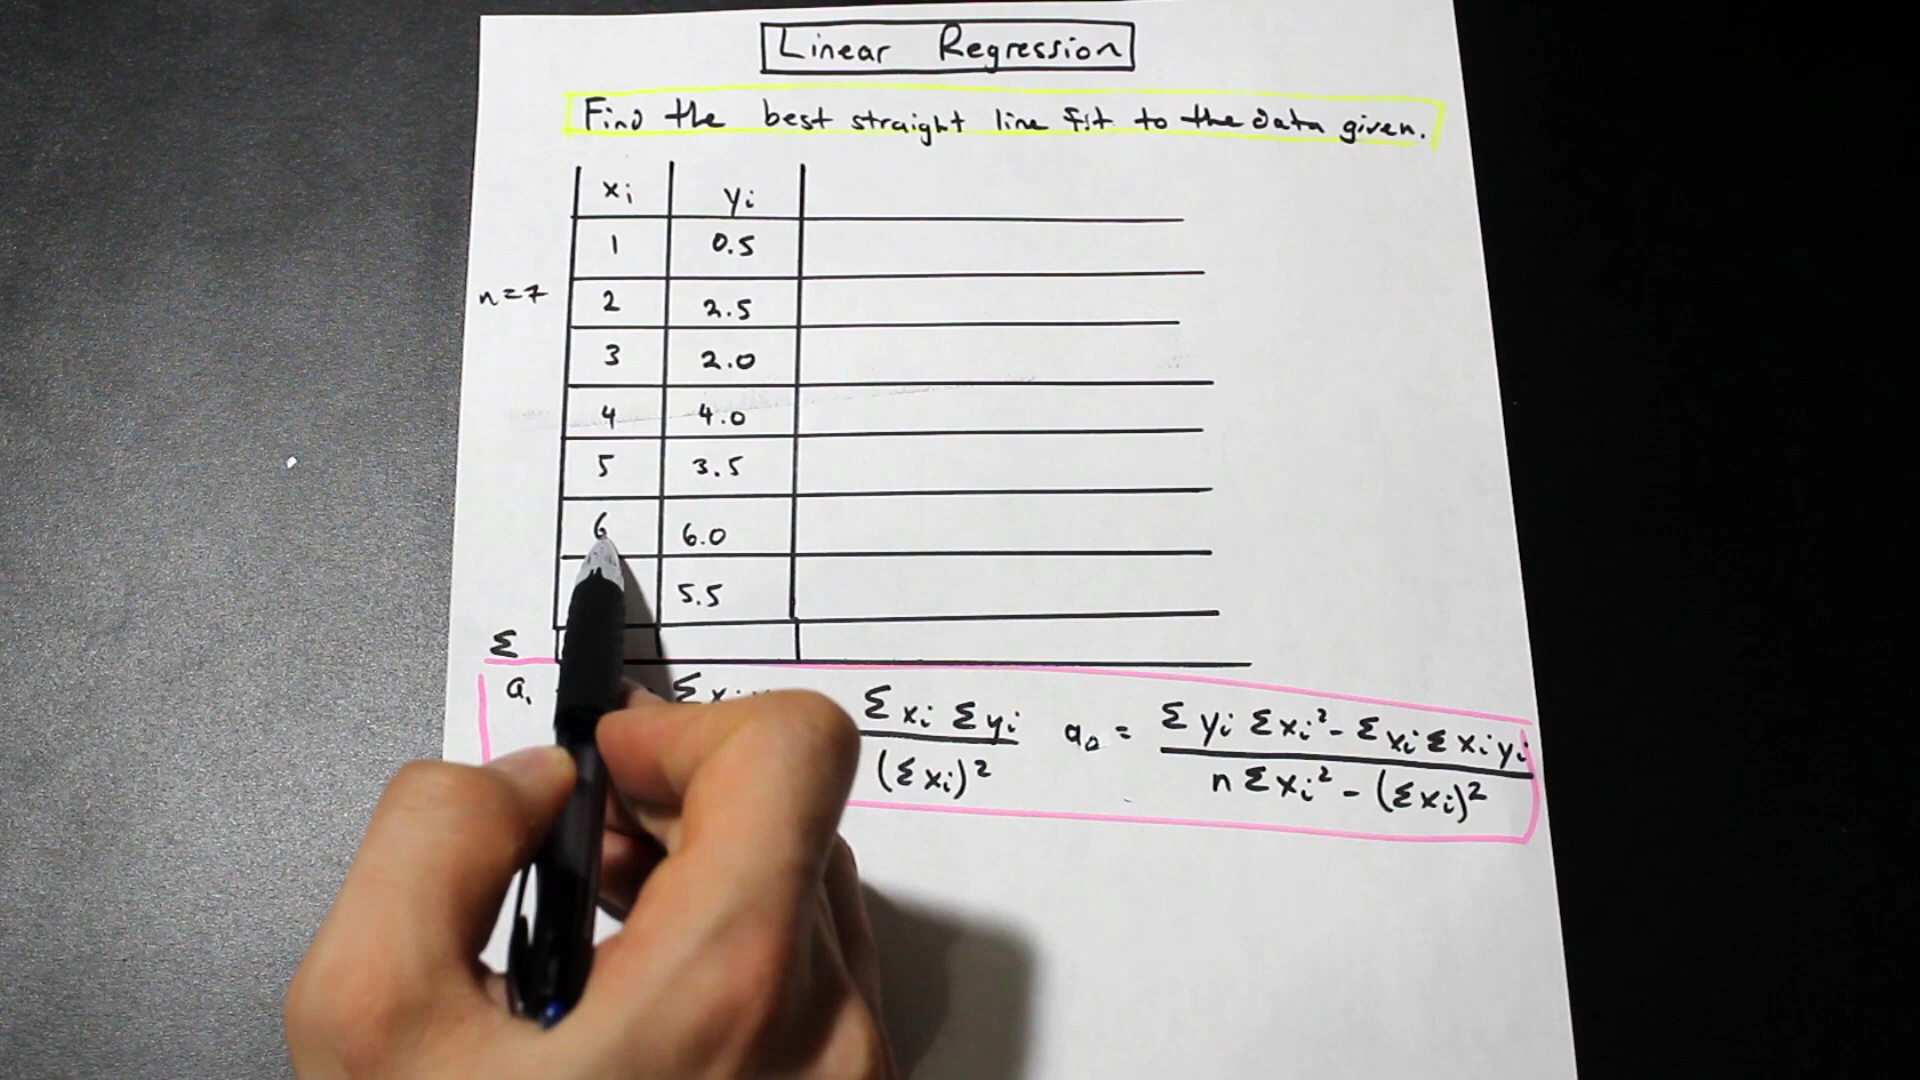 Linear Regression
Find the best straight line fit to the data given.
xi yi
1 0.5
n=7
2 2.5
3 2.0
4 4.0
5 3.5
6 6.0
5.5
Σ
a₁ Σxi Σxi Σyi
(Σxi)²
a₀ = Σyi Σxi² - Σxi Σxiyi
nΣxi² - (Σxi)²